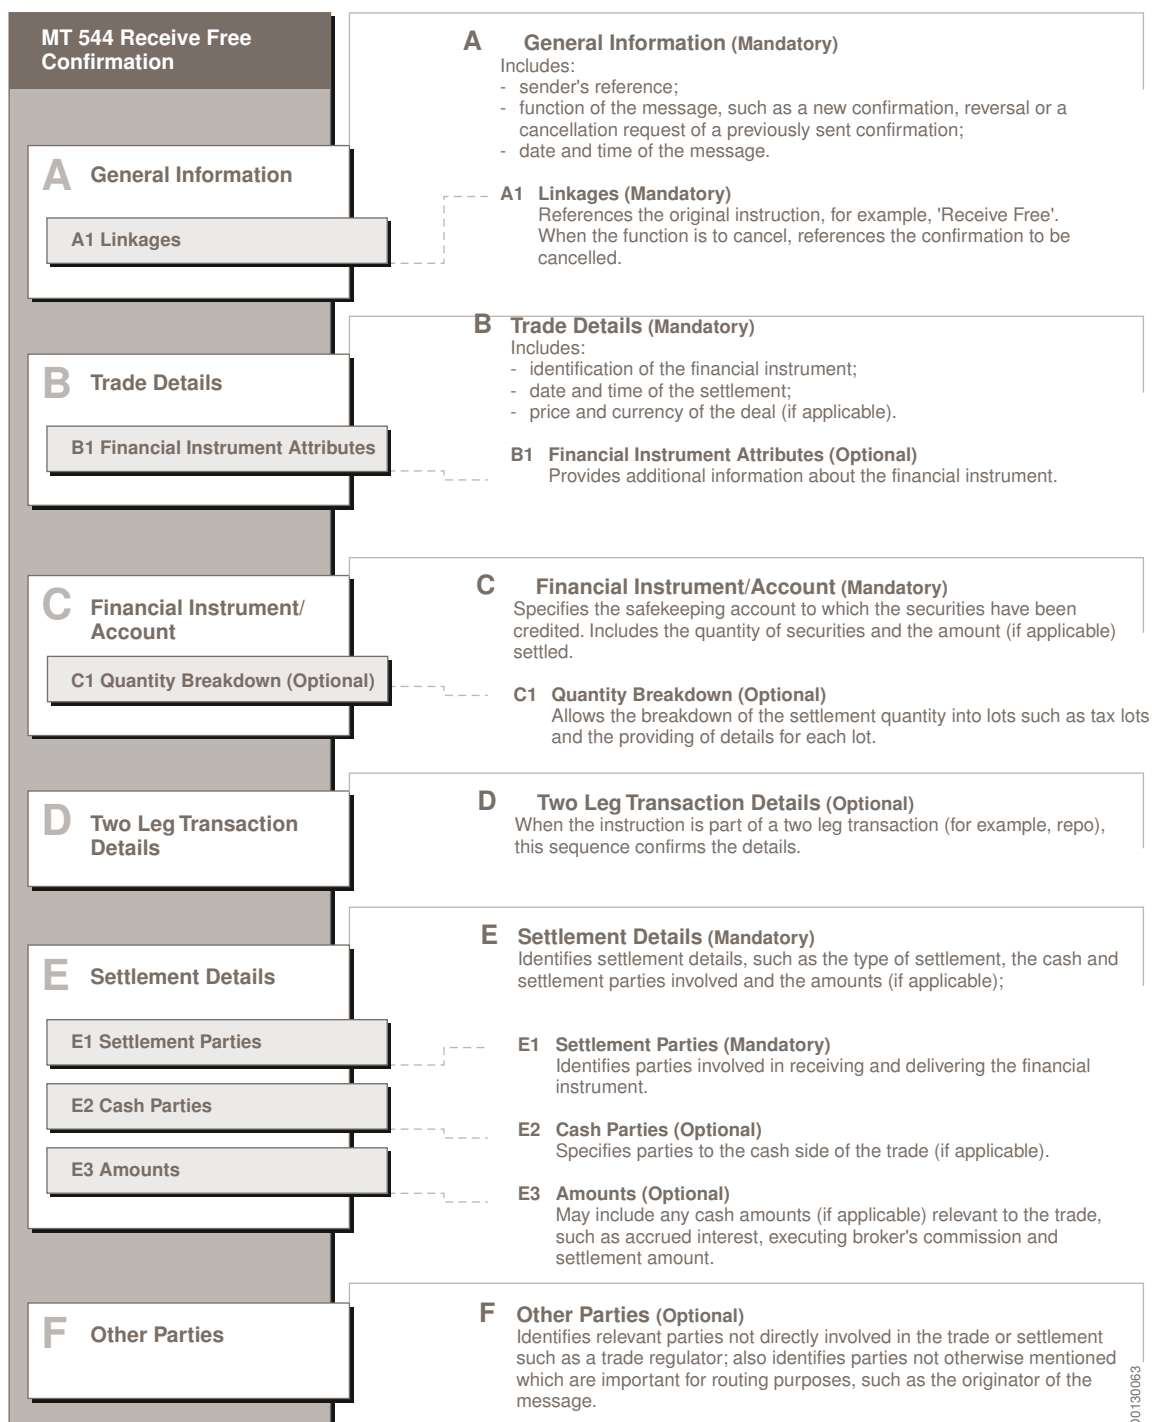 MT 544 Receive Free
Confirmation
A General Information
A1 Linkages
B Trade Details
B1 Financial Instrument Attributes
C Financial Instrument/
Account
C1 Quantity Breakdown (Optional)
D Two Leg Transaction
Details
E Settlement Details
E1 Settlement Parties
E2 Cash Parties
E3 Amounts
F Other Parties
A General Information (Mandatory)
Includes:
- sender's reference;
- function of the message, such as a new confirmation, reversal or a
cancellation request of a previously sent confirmation;
- date and time of the message.
A1 Linkages (Mandatory)
References the original instruction, for example, 'Receive Free'.
When the function is to cancel, references the confirmation to be
cancelled.
B Trade Details (Mandatory)
Includes:
- identification of the financial instrument;
- date and time of the settlement;
- price and currency of the deal (if applicable).
B1 Financial Instrument Attributes (Optional)
Provides additional information about the financial instrument.
C Financial Instrument/Account (Mandatory)
Specifies the safekeeping account to which the securities have been
credited. Includes the quantity of securities and the amount (if applicable)
settled.
C1 Quantity Breakdown (Optional)
Allows the breakdown of the settlement quantity into lots such as tax lots
and the providing of details for each lot.
D Two Leg Transaction Details (Optional)
When the instruction is part of a two leg transaction (for example, repo),
this sequence confirms the details.
E Settlement Details (Mandatory)
Identifies settlement details, such as the type of settlement, the cash and
settlement parties involved and the amounts (if applicable);
E1 Settlement Parties (Mandatory)
Identifies parties involved in receiving and delivering the financial
instrument.
E2 Cash Parties (Optional)
Specifies parties to the cash side of the trade (if applicable).
E3 Amounts (Optional)
May include any cash amounts (if applicable) relevant to the trade,
such as accrued interest, executing broker's commission and
settlement amount.
F Other Parties (Optional)
Identifies relevant parties not directly involved in the trade or settlement
such as a trade regulator; also identifies parties not otherwise mentioned
which are important for routing purposes, such as the originator of the
message.